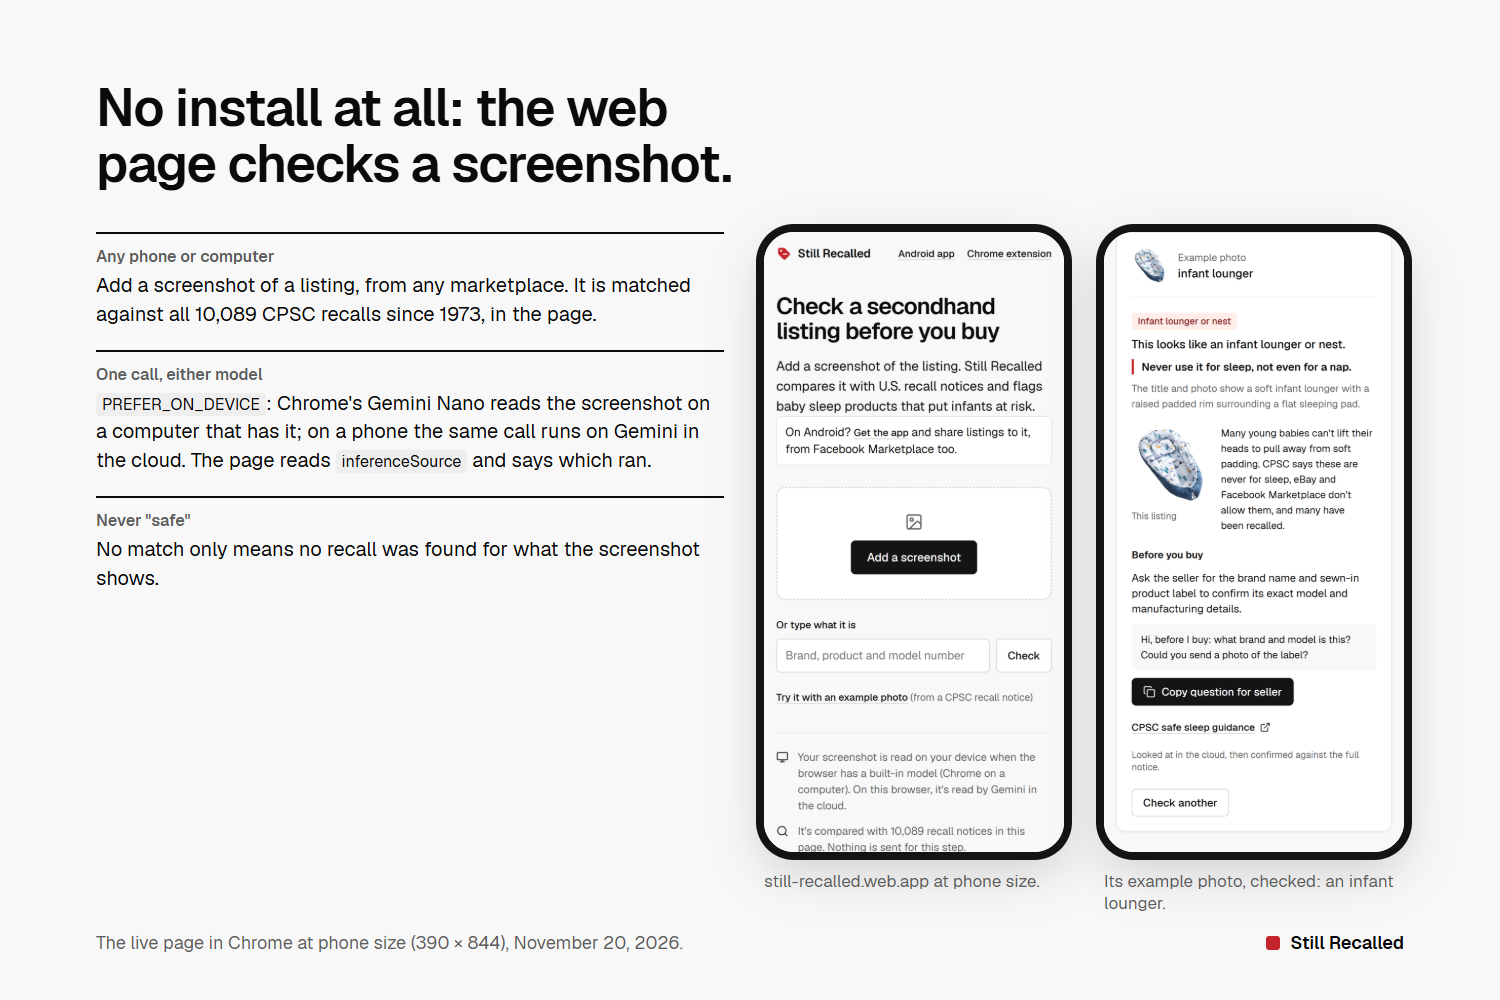 No install at all: the web
page checks a screenshot.
Any phone or computer
Add a screenshot of a listing, from any marketplace. It is matched
against all 10,089 CPSC recalls since 1973, in the page.
One call, either model
PREFER_ON_DEVICE : Chrome's Gemini Nano reads the screenshot on
a computer that has it; on a phone the same call runs on Gemini in
the cloud. The page reads inferenceSource and says which ran.
Never "safe"
No match only means no recall was found for what the screenshot
shows.
Still Recalled
Android app Chrome extension
Check a secondhand
listing before you buy
Add a screenshot of the listing. Still Recalled
compares it with U.S. recall notices and flags
baby sleep products that put infants at risk.
On Android? Get the app and share listings to it,
from Facebook Marketplace too.
Add a screenshot
Or type what it is
Brand, product and model number
Check
Try it with an example photo (from a CPSC recall notice)
Your screenshot is read on your device when the
browser has a built-in model (Chrome on a
computer). On this browser, it's read by Gemini in
the cloud.
It's compared with 10,089 recall notices in this
page. Nothing is sent for this step.
still-recalled.web.app at phone size.
Example photo
infant lounger
Infant lounger or nest
This looks like an infant lounger or nest.
Never use it for sleep, not even for a nap.
The title and photo show a soft infant lounger with a
raised padded rim surrounding a flat sleeping pad.
This listing
Many young babies can't lift their
heads to pull away from soft
padding. CPSC says these are
never for sleep, eBay and
Facebook Marketplace don't
allow them, and many have
been recalled.
Before you buy
Ask the seller for the brand name and sewn-in
product label to confirm its exact model and
manufacturing details.
Hi, before I buy: what brand and model is this?
Could you send a photo of the label?
Copy question for seller
CPSC safe sleep guidance
Looked at in the cloud, then confirmed against the full
notice.
Check another
Its example photo, checked: an infant
lounger.
The live page in Chrome at phone size (390 × 844), November 20, 2026.
Still Recalled